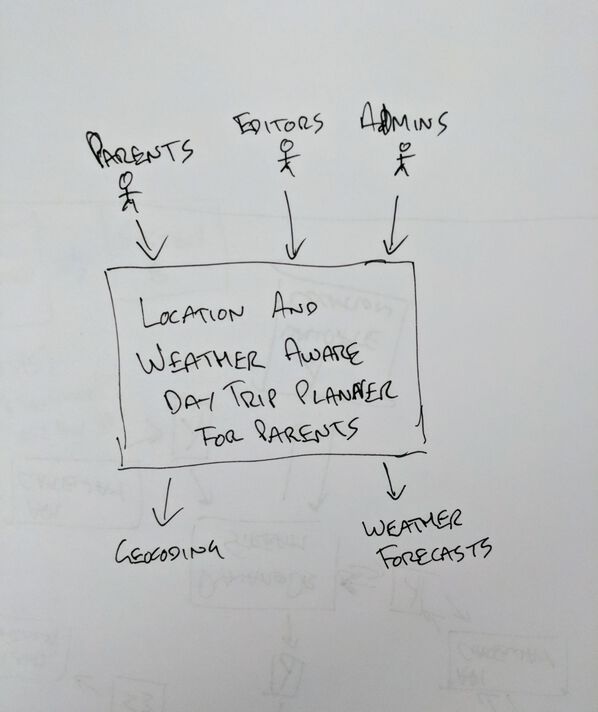 PARENTS
EDITORS
ADMINS
LOCATION AND
WEATHER AWARE
DAY TRIP PLANNER
FOR PARENTS
GEOCODING
WEATHER
FORECASTS